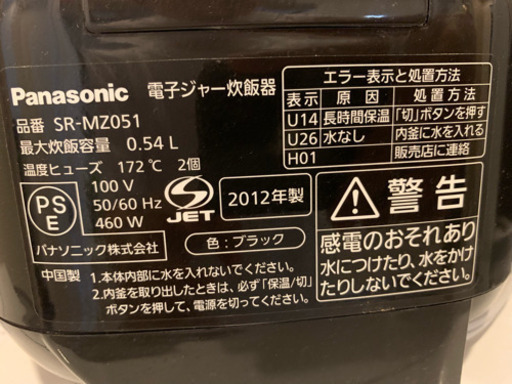 Panasonic 電子ジャー炊飯器
品番 SR-MZ051
最大炊飯容量 0.54 L
温度ヒューズ 172℃ 2個
PS
E
100 V
50/60 Hz
460 W
S
JET
2012年製
パナソニック株式会社
色：ブラック
中国製
1.本体内部に水を入れないでください。
2.内釜を取り出したときは、必ず「保温/切」
ボタンを押して、電源を切ってください。
エラー表示と処置方法
表示 原因 処置方法
U14 長時間保温 「切」ボタンを押す
U26 水なし 内釜に水を入れる
H01 販売店に連絡
警告
感電のおそれあり
水につけたり、水をかけ
たりしないでください